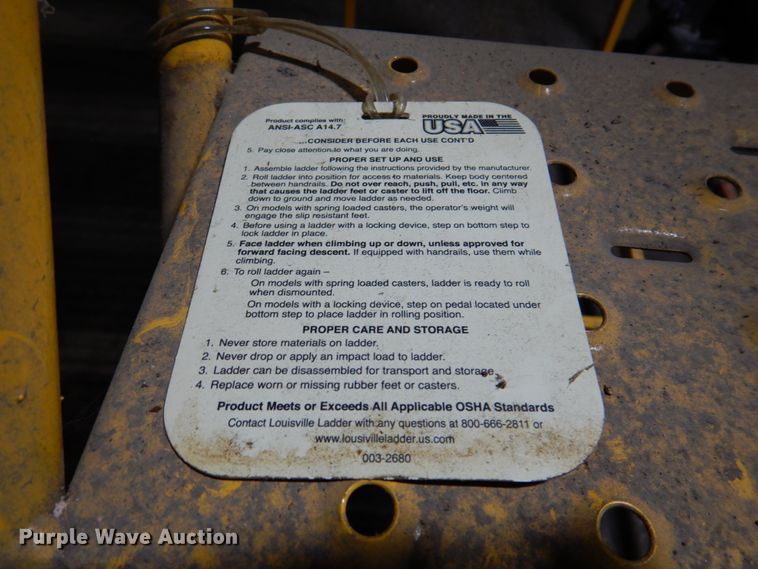 Product complies with:
ANSI-ASC A14.7
PROUDLY MADE IN THE
USA
...CONSIDER BEFORE EACH USE CONT'D
5. Pay close attention to what you are doing.
PROPER SET UP AND USE
1. Assemble ladder following the instructions provided by the manufacturer.
2. Roll ladder into position for access to materials. Keep body centered
between handrails. Do not over reach, push, pull, etc. in any way
that causes the ladder feet or caster to lift off the floor. Climb
down to ground and move ladder as needed.
3. On models with spring loaded casters, the operator's weight will
engage the slip resistant feet.
4. Before using a ladder with a locking device, step on bottom step to
lock ladder in place.
5. Face ladder when climbing up or down, unless approved for
forward facing descent. If equipped with handrails, use them while
climbing.
6. To roll ladder again –
On models with spring loaded casters, ladder is ready to roll
when dismounted.
On models with a locking device, step on pedal located under
bottom step to place ladder in rolling position.
PROPER CARE AND STORAGE
1. Never store materials on ladder.
2. Never drop or apply an impact load to ladder.
3. Ladder can be disassembled for transport and storage.
4. Replace worn or missing rubber feet or casters.
Product Meets or Exceeds All Applicable OSHA Standards
Contact Louisville Ladder with any questions at 800-666-2811 or
www.lousivilleladder.us.com
003-2680
Purple Wave Auction